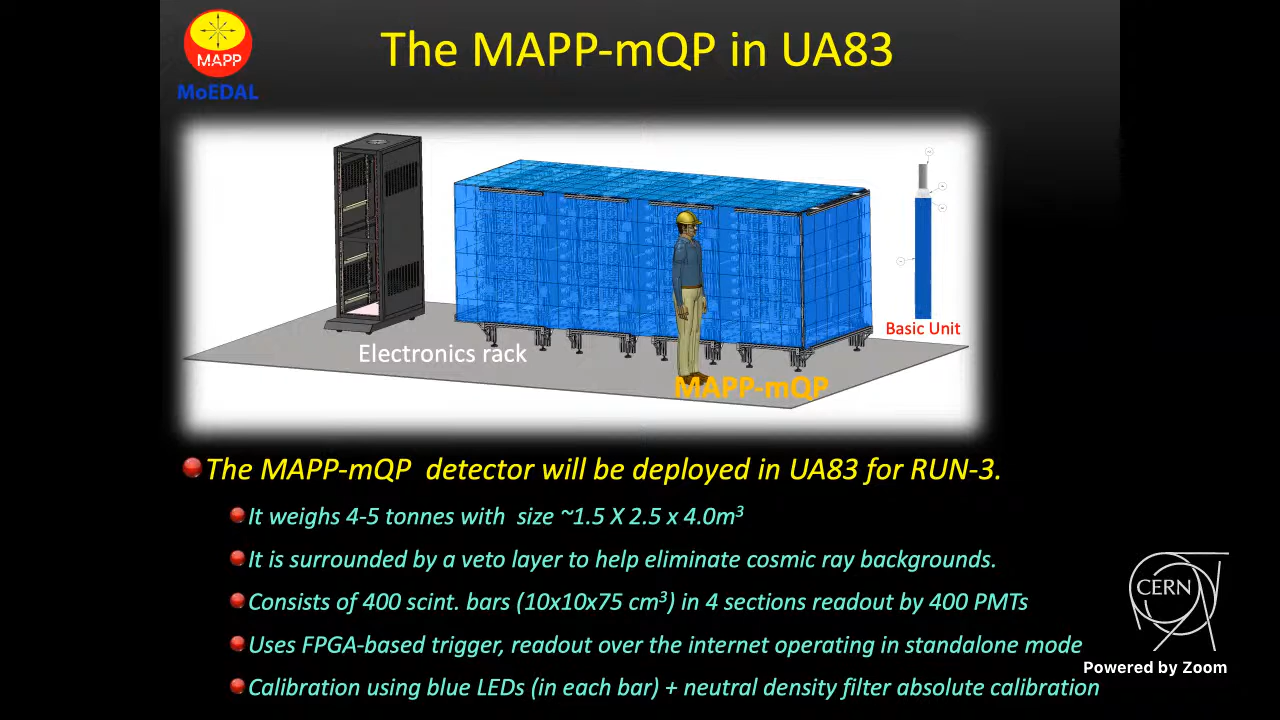 MAPP
MoEDAL
The MAPP-mQP in UA83
Basic Unit
Electronics rack
MAPP-mQP
The MAPP-mQP detector will be deployed in UA83 for RUN-3.
It weighs 4-5 tonnes with size ~1.5 X 2.5 x 4.0m³
It is surrounded by a veto layer to help eliminate cosmic ray backgrounds.
Consists of 400 scint. bars (10x10x75 cm³) in 4 sections readout by 400 PMTs
Uses FPGA-based trigger, readout over the internet operating in standalone mode
Calibration using blue LEDs (in each bar) + neutral density filter absolute calibration
CERN
Powered by Zoom